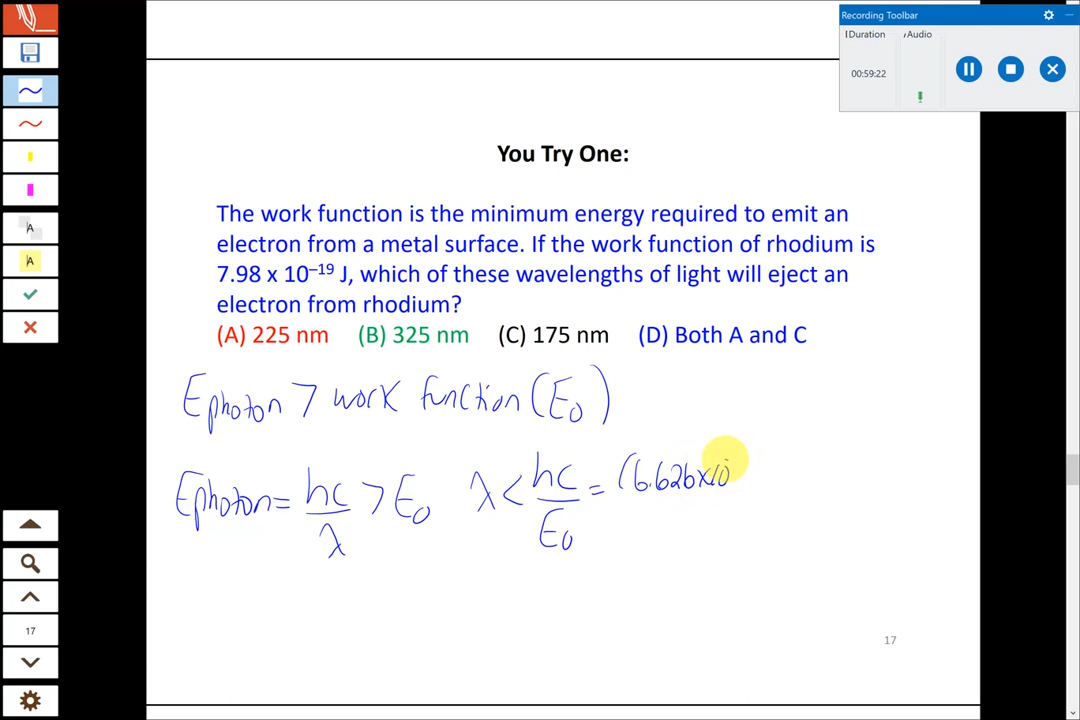 Recording Toolbar
Duration
Audio
00:59:22
You Try One:
The work function is the minimum energy required to emit an
electron from a metal surface. If the work function of rhodium is
7.98 x 10⁻¹⁹ J, which of these wavelengths of light will eject an
electron from rhodium?
(A) 225 nm (B) 325 nm (C) 175 nm (D) Both A and C
Ephoton > work function (E₀)
Ephoton = hc/λ > E₀ λ < hc/E₀ = (6.626x10
17
17
A
A